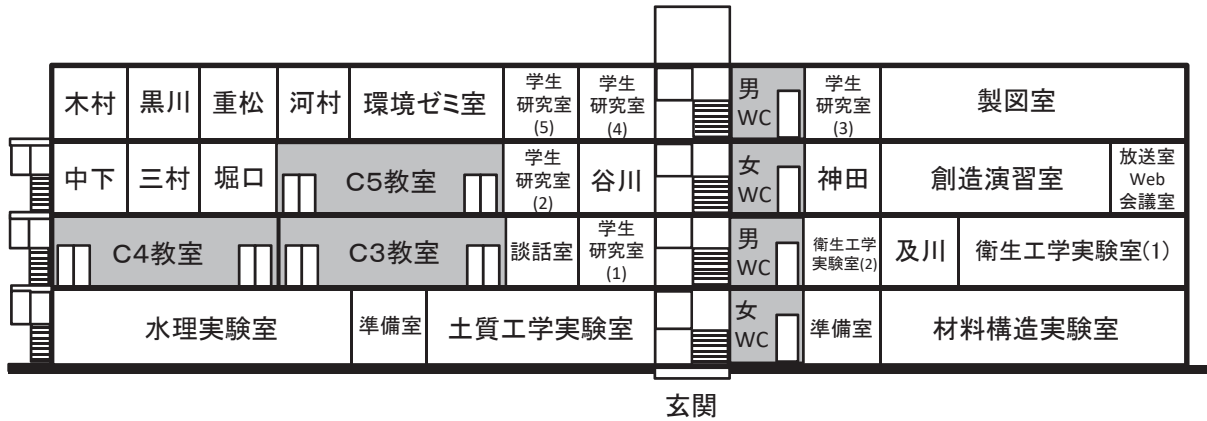 木村
黒川
重松
河村
環境ゼミ室
学生
研究室
(5)
学生
研究室
(4)
男
WC
学生
研究室
(3)
製図室
中下
三村
堀口
C5教室
学生
研究室
(2)
谷川
女
WC
神田
創造演習室
放送室
Web
会議室
C4教室
C3教室
談話室
学生
研究室
(1)
男
WC
衛生工学
実験室(2)
及川
衛生工学実験室(1)
水理実験室
準備室
土質工学実験室
女
WC
準備室
材料構造実験室
玄関